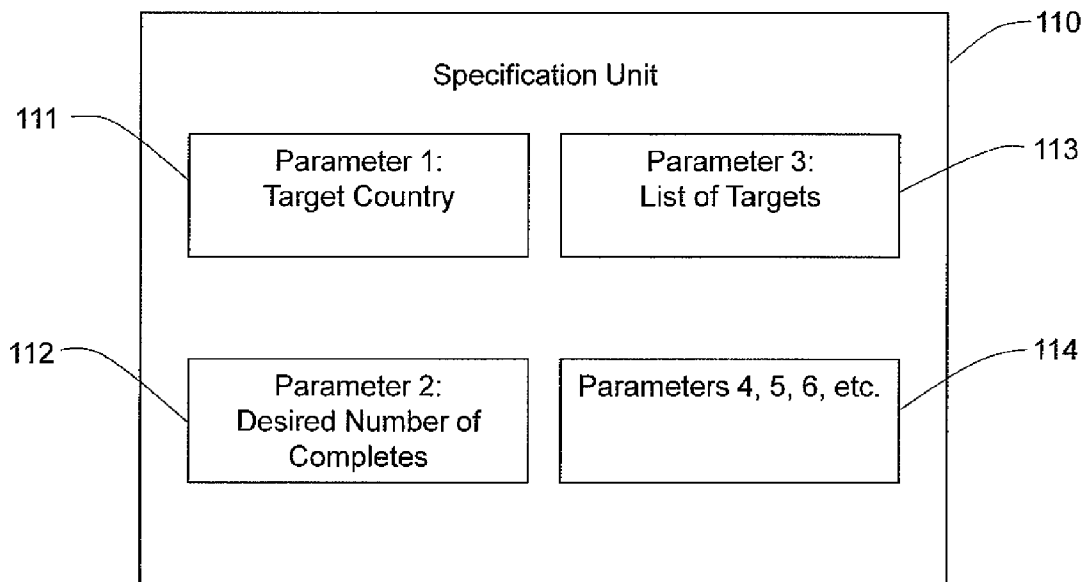 110
Specification Unit
111
Parameter 1:
Target Country
Parameter 3:
List of Targets
113
112
Parameter 2:
Desired Number of
Completes
Parameters 4, 5, 6, etc.
114